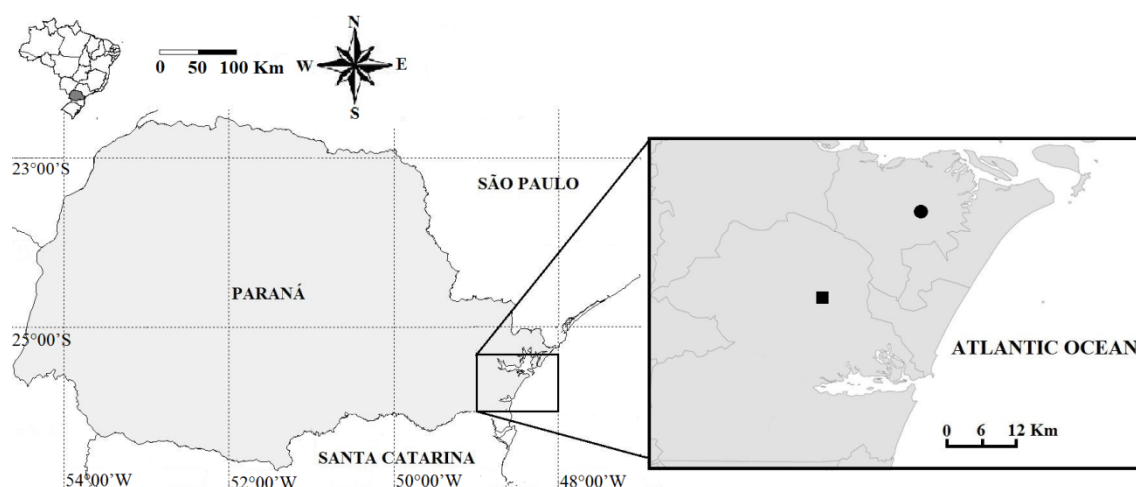 N
0 50 100 Km
W E
S
23°00’S
SÃO PAULO
PARANÁ
25°00’S
ATLANTIC OCEAN
0 6 12 Km
SANTA CATARINA
54°00’W 52°00’W 50°00’W 48°00’W